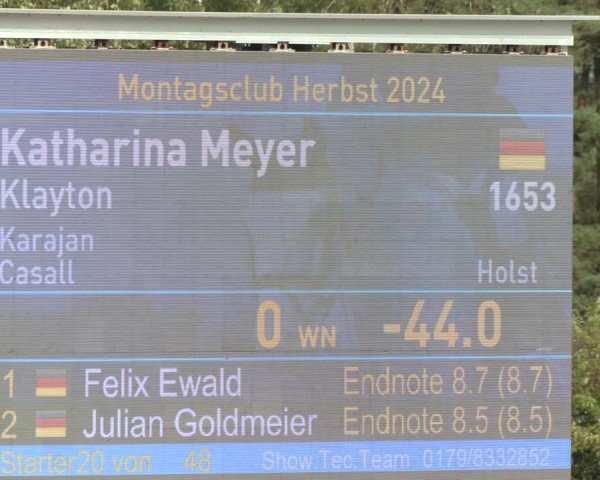 Montagsclub Herbst 2024
Katharina Meyer
Klayton 1653
Karajan
Casall Holst
0 WN -44.0
1 Felix Ewald Endnote 8.7 (8.7)
2 Julian Goldmeier Endnote 8.5 (8.5)
Starter20 von 48 Show Tec.Team 0179/8332852